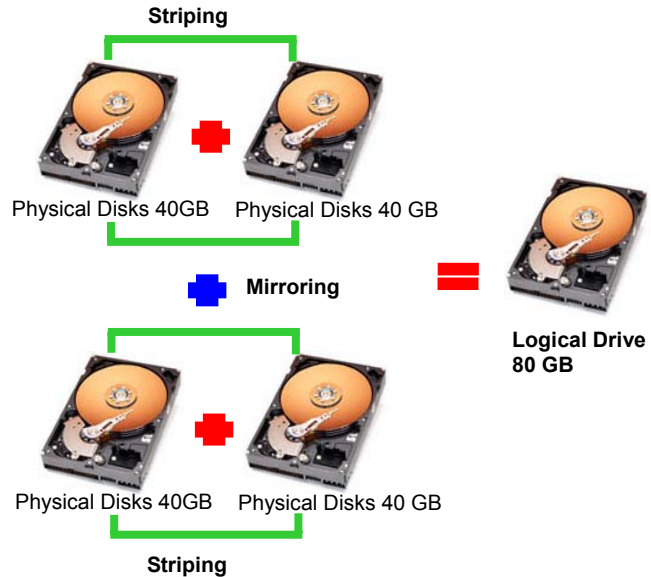 Striping
Physical Disks 40GB Physical Disks 40 GB
Mirroring
Logical Drive
80 GB
Physical Disks 40GB Physical Disks 40 GB
Striping